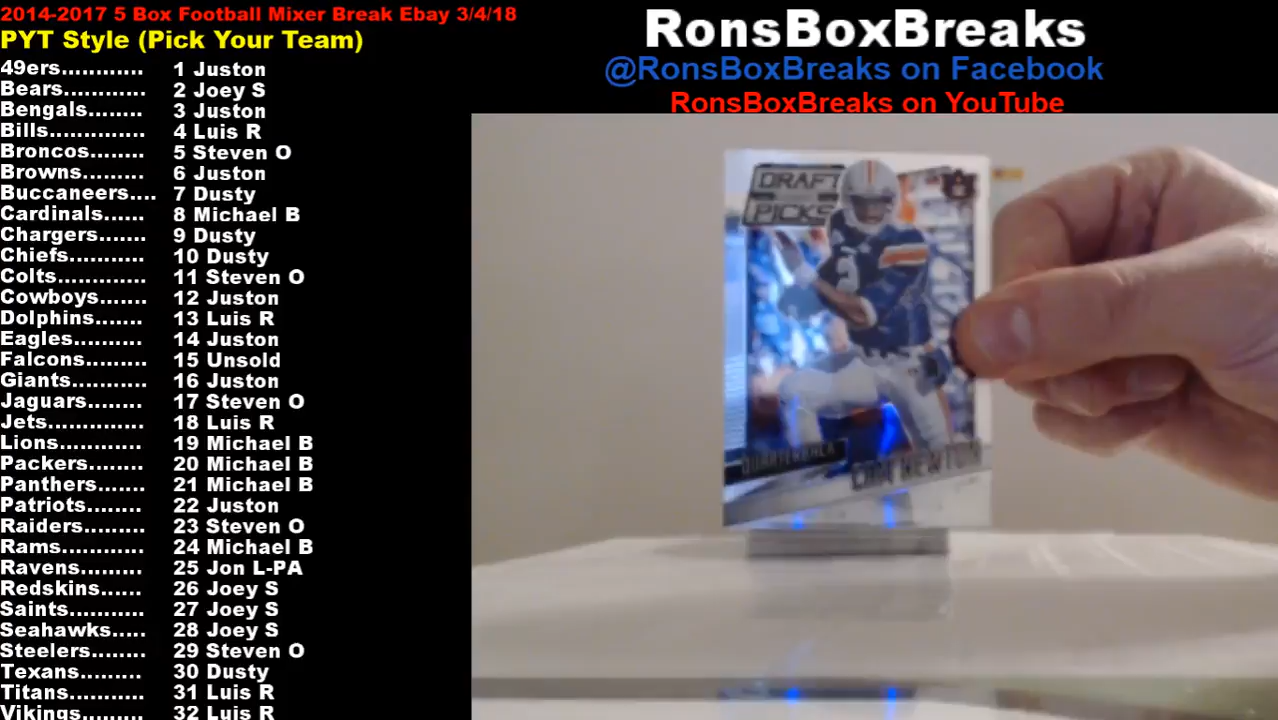 2014-2017 5 Box Football Mixer Break Ebay 3/4/18
PYT Style (Pick Your Team)
49ers............ 1 Juston
Bears............ 2 Joey S
Bengals........ 3 Juston
Bills.............. 4 Luis R
Broncos........ 5 Steven O
Browns......... 6 Juston
Buccaneers.... 7 Dusty
Cardinals...... 8 Michael B
Chargers....... 9 Dusty
Chiefs........... 10 Dusty
Colts............. 11 Steven O
Cowboys....... 12 Juston
Dolphins....... 13 Luis R
Eagles.......... 14 Juston
Falcons......... 15 Unsold
Giants........... 16 Juston
Jaguars........ 17 Steven O
Jets.............. 18 Luis R
Lions............ 19 Michael B
Packers........ 20 Michael B
Panthers....... 21 Michael B
Patriots........ 22 Juston
Raiders......... 23 Steven O
Rams............ 24 Michael B
Ravens......... 25 Jon L-PA
Redskins...... 26 Joey S
Saints........... 27 Joey S
Seahawks..... 28 Joey S
Steelers........ 29 Steven O
Texans......... 30 Dusty
Titans........... 31 Luis R
Vikings.......... 32 Luis R
RonsBoxBreaks
@RonsBoxBreaks on Facebook
RonsBoxBreaks on YouTube
DRAFT
PICKS
2
QUARTERBACK
CAM NEWTON